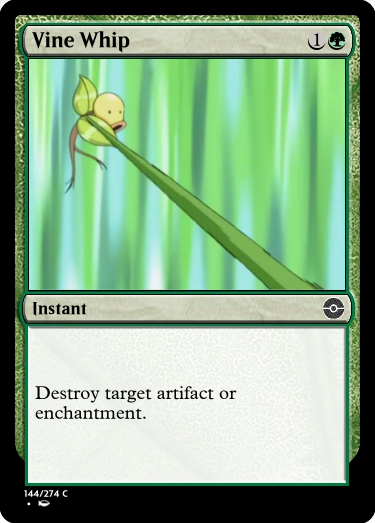 Vine Whip 1
Instant
Destroy target artifact or
enchantment.
144/274 C